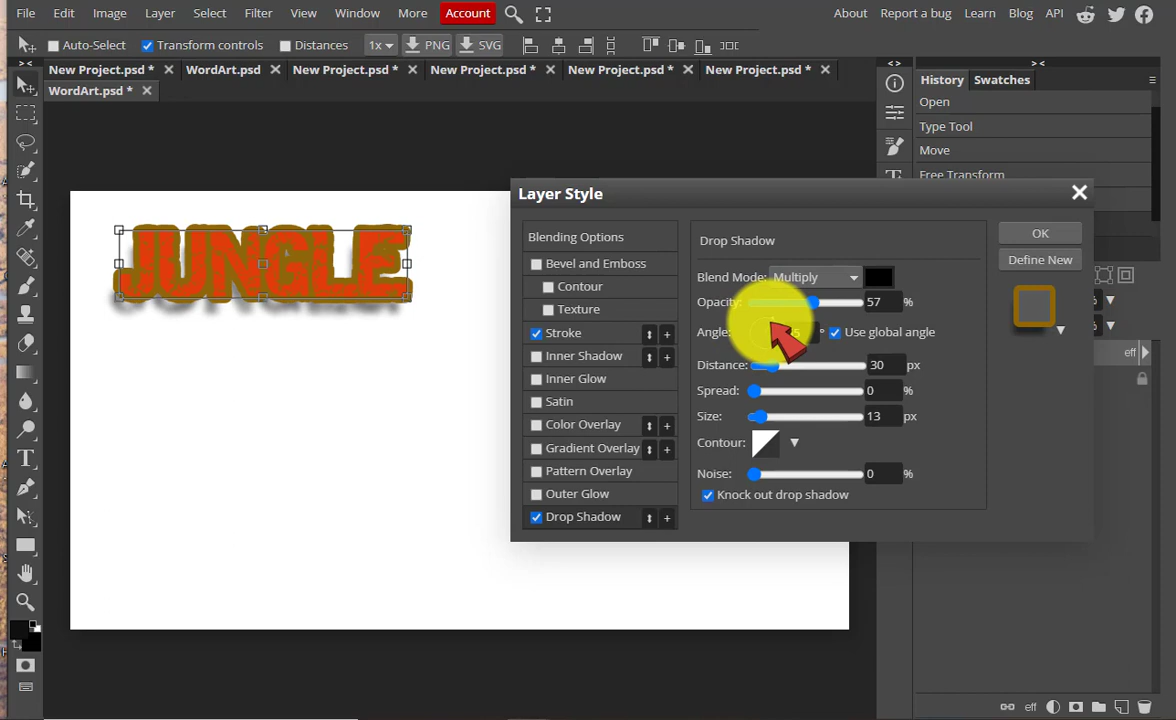 File Edit Image Layer Select Filter View Window More Account About Report a bug Learn Blog API
Auto-Select Transform controls Distances 1x PNG SVG
New Project.psd * WordArt.psd New Project.psd * New Project.psd * New Project.psd * New Project.psd *
WordArt.psd *
History Swatches
Open
Type Tool
Move
Free Transform
JUNGLE
Layer Style
Blending Options
Bevel and Emboss
Contour
Texture
Stroke
Inner Shadow
Inner Glow
Satin
Color Overlay
Gradient Overlay
Pattern Overlay
Outer Glow
Drop Shadow
Drop Shadow
Blend Mode: Multiply
Opacity: 57 %
Angle: ° Use global angle
Distance: 30 px
Spread: 0 %
Size: 13 px
Contour:
Noise: 0 %
Knock out drop shadow
OK
Define New
eff
eff